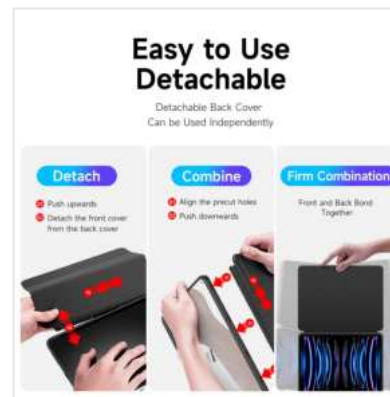 Easy to Use
Detachable
Detachable Back Cover
Can be Used Independently
Detach
Push upwards
Detach the front cover
from the back cover
Combine
Align the precut holes
Push downwards
Firm Combination
Front and Back Bond
Together